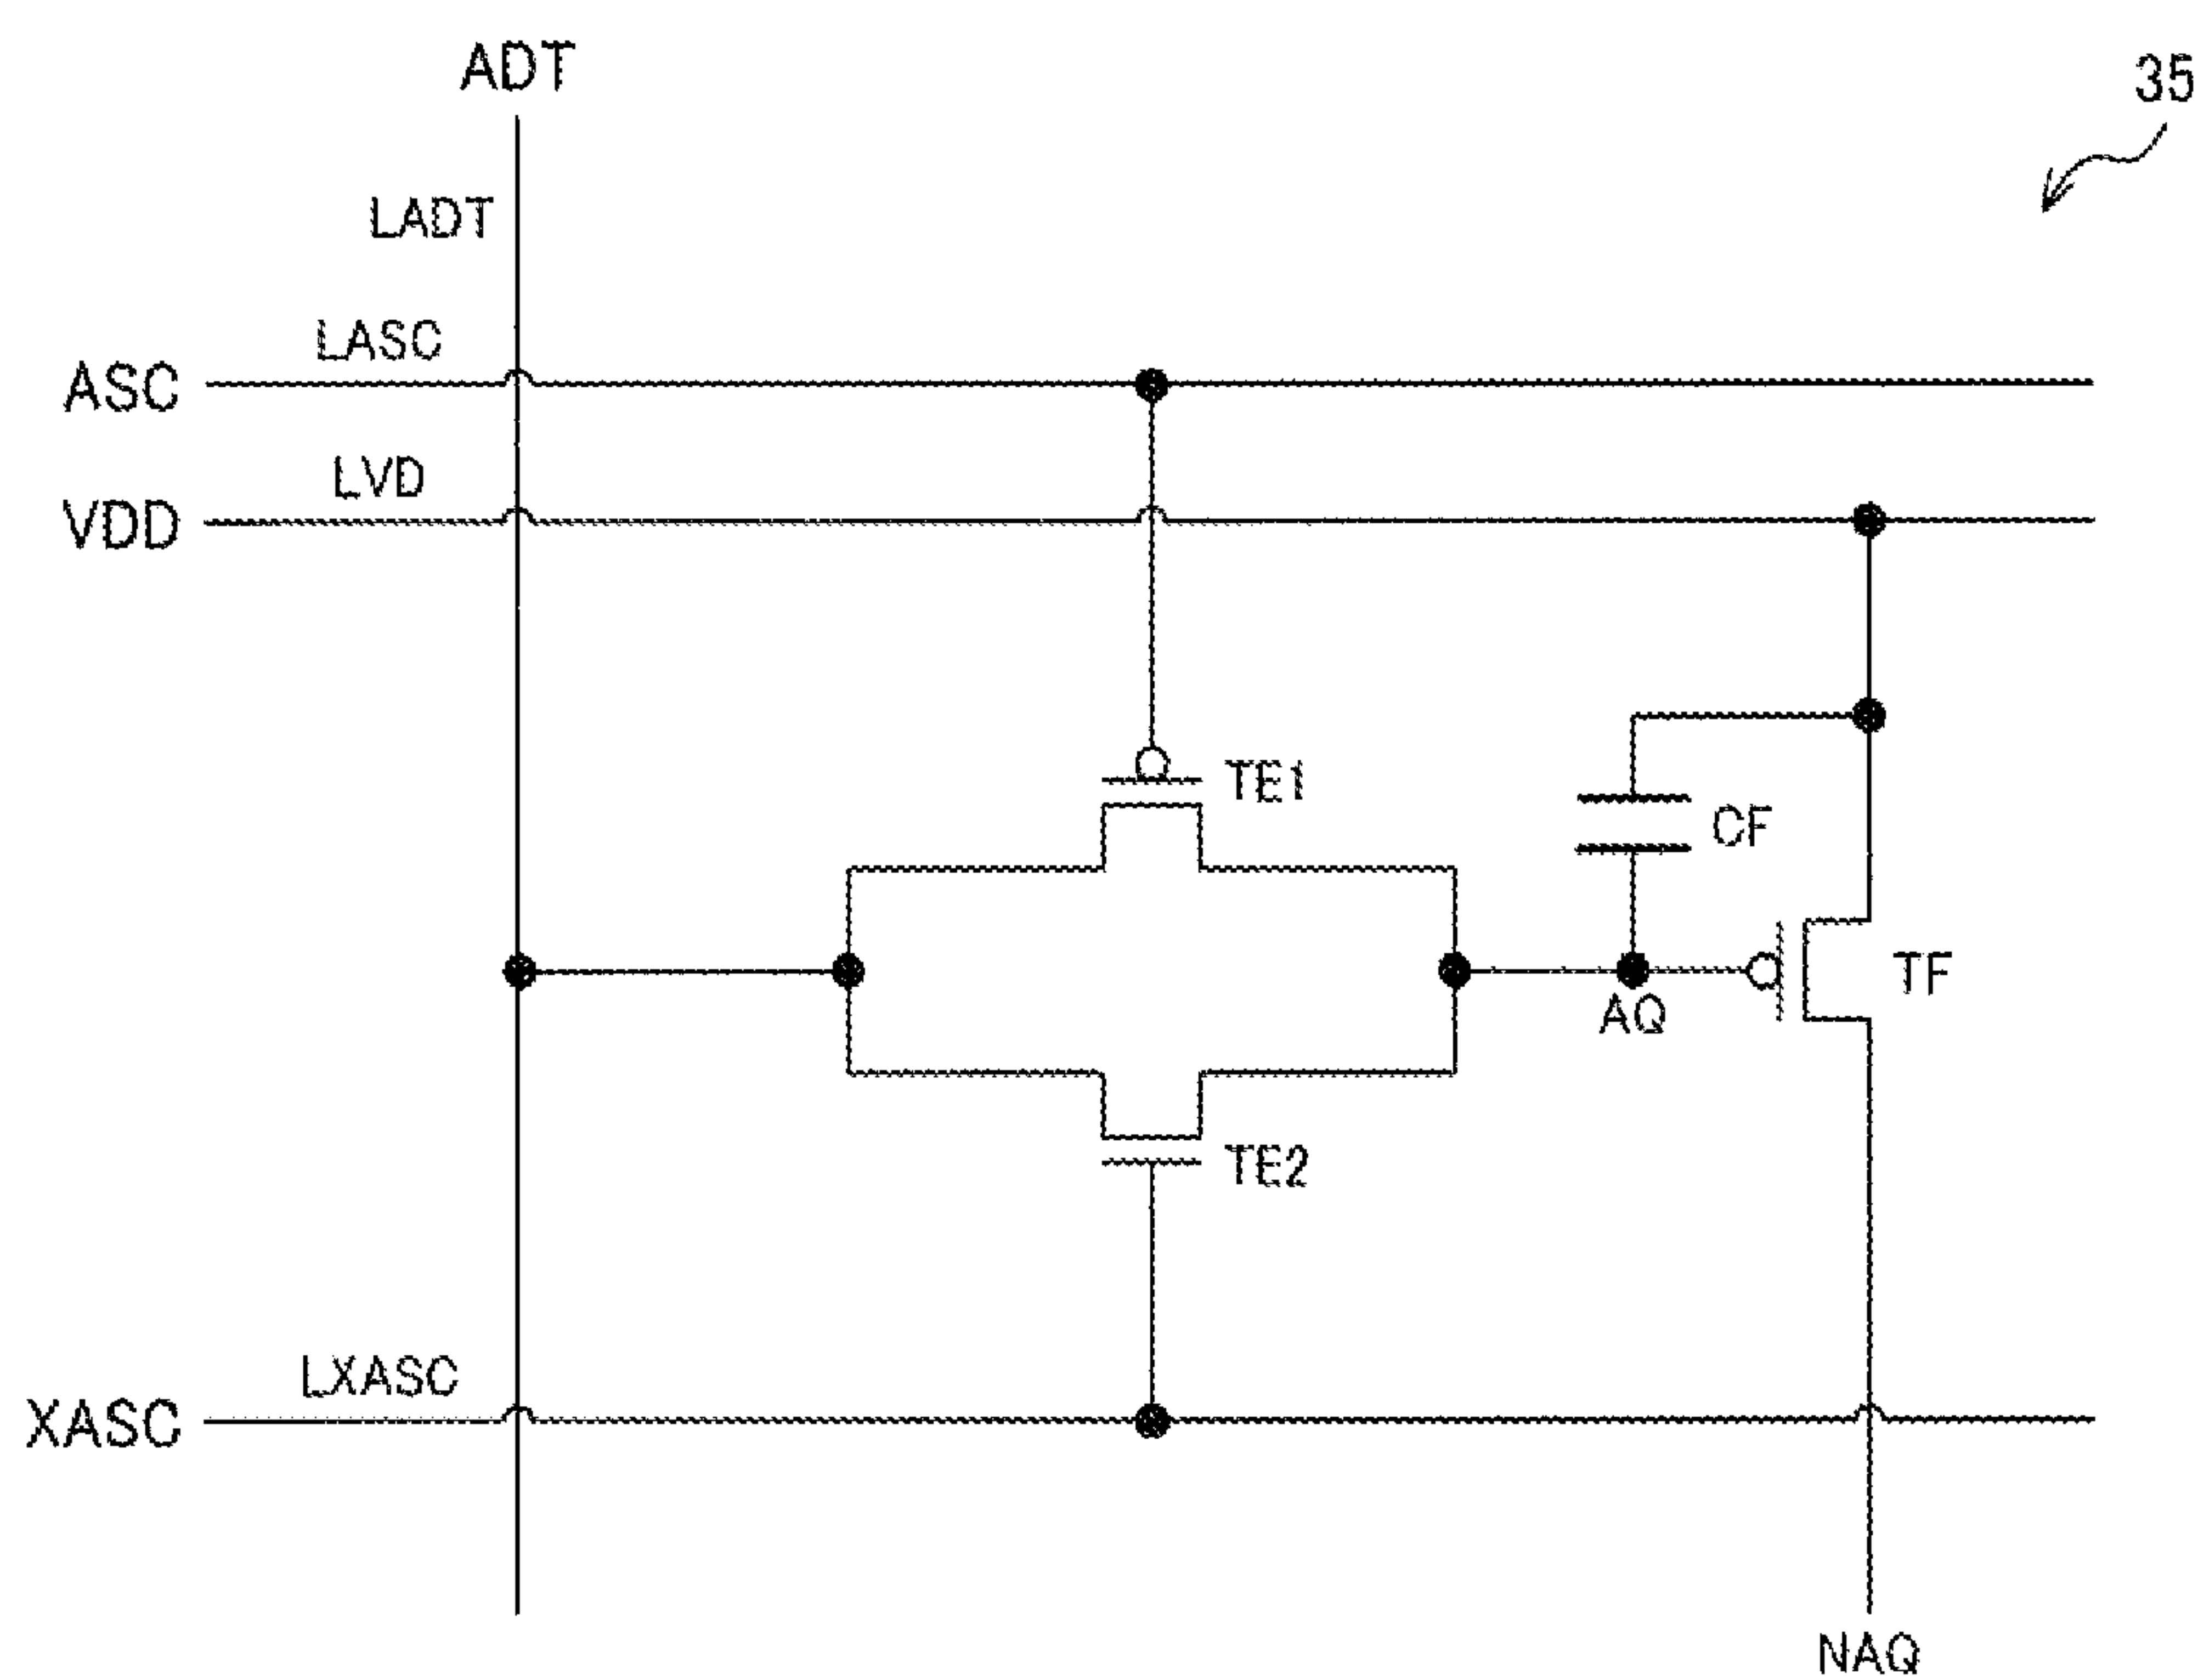 ADT
35
LADT
LASC
ASC
LVD
VDD
TE1
CF
TF
AQ
TE2
LXASC
XASC
NAQ